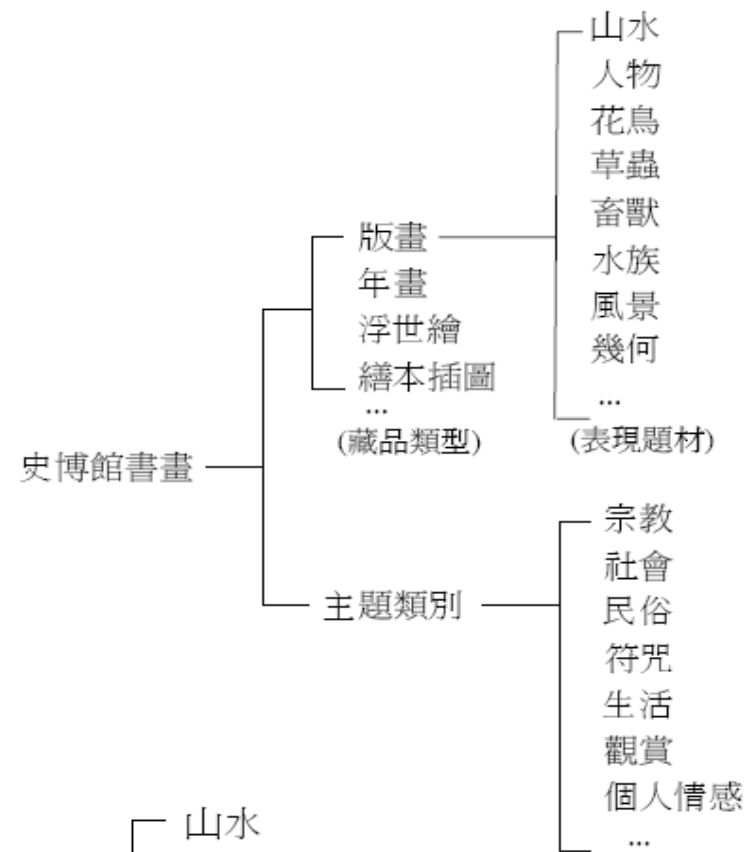 山水
人物
花鳥
草蟲
畜獸
水族
風景
幾何
...
(表現題材)
版畫
年畫
浮世繪
繕本插圖
...
(藏品類型)
史博館書畫
主題類別
宗教
社會
民俗
符咒
生活
觀賞
個人情感
...
山水